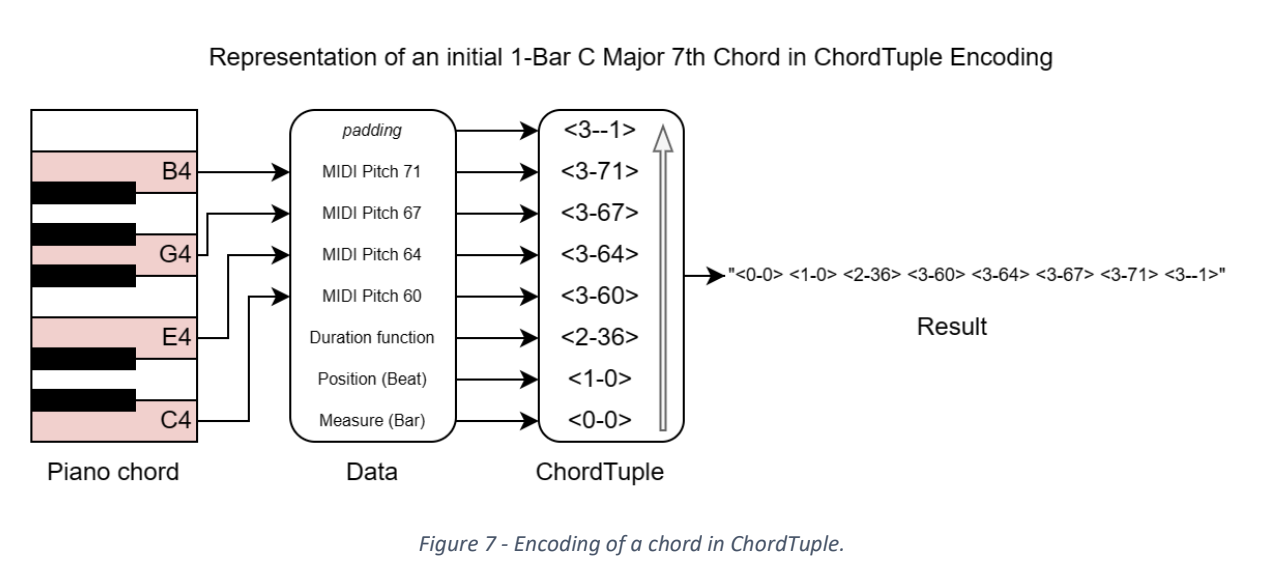 Representation of an initial 1-Bar C Major 7th Chord in ChordTuple Encoding
B4
G4
E4
C4
Piano chord
padding
MIDI Pitch 71
MIDI Pitch 67
MIDI Pitch 64
MIDI Pitch 60
Duration function
Position (Beat)
Measure (Bar)
Data
<3--1>
<3-71>
<3-67>
<3-64>
<3-60>
<2-36>
<1-0>
<0-0>
ChordTuple
"<0-0> <1-0> <2-36> <3-60> <3-64> <3-67> <3-71> <3--1>"
Result
Figure 7 - Encoding of a chord in ChordTuple.